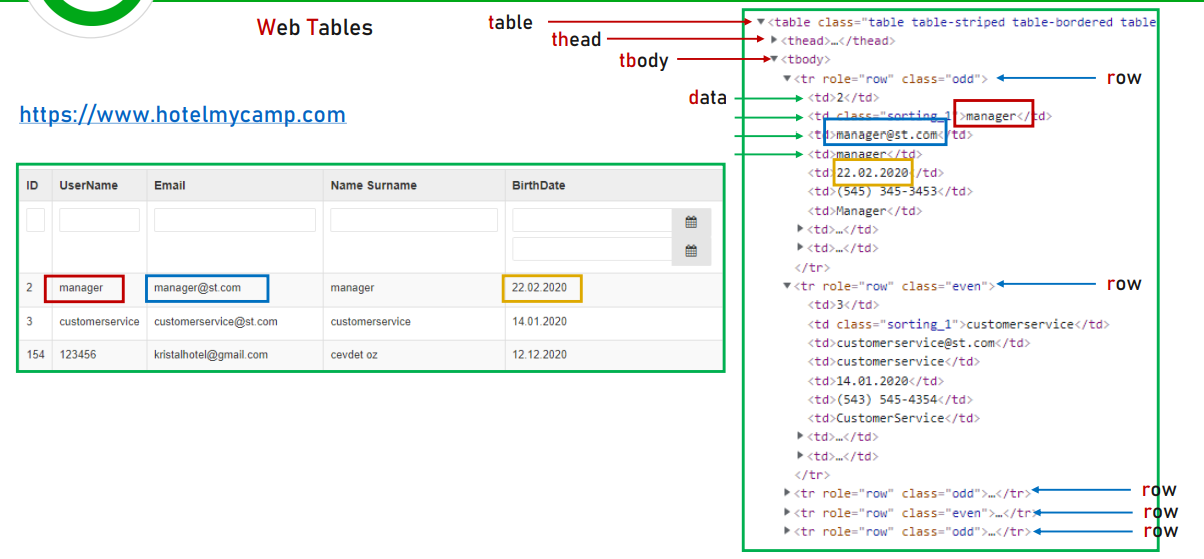 Web Tables
https://www.hotelmycamp.com
ID UserName Email Name Surname BirthDate
2 manager manager@st.com manager 22.02.2020
3 customerservice customerservice@st.com customerservice 14.01.2020
154 123456 kristalhotel@gmail.com cevdet oz 12.12.2020
table
thead
tbody
data
<table class="table table-striped table-bordered table
<thead>…</thead>
<tbody>
<tr role="row" class="odd"> row
<td>2</td>
<td class="sorting_1">manager</td>
<td>manager@st.com</td>
<td>manager</td>
<td>22.02.2020</td>
<td>(545) 345-3453</td>
<td>Manager</td>
<td>…</td>
<td>…</td>
</tr>
<tr role="row" class="even"> row
<td>3</td>
<td class="sorting_1">customerservice</td>
<td>customerservice@st.com</td>
<td>customerservice</td>
<td>14.01.2020</td>
<td>(543) 545-4354</td>
<td>CustomerService</td>
<td>…</td>
<td>…</td>
</tr>
<tr role="row" class="odd">…</tr> row
<tr role="row" class="even">…</tr> row
<tr role="row" class="odd">…</tr> row